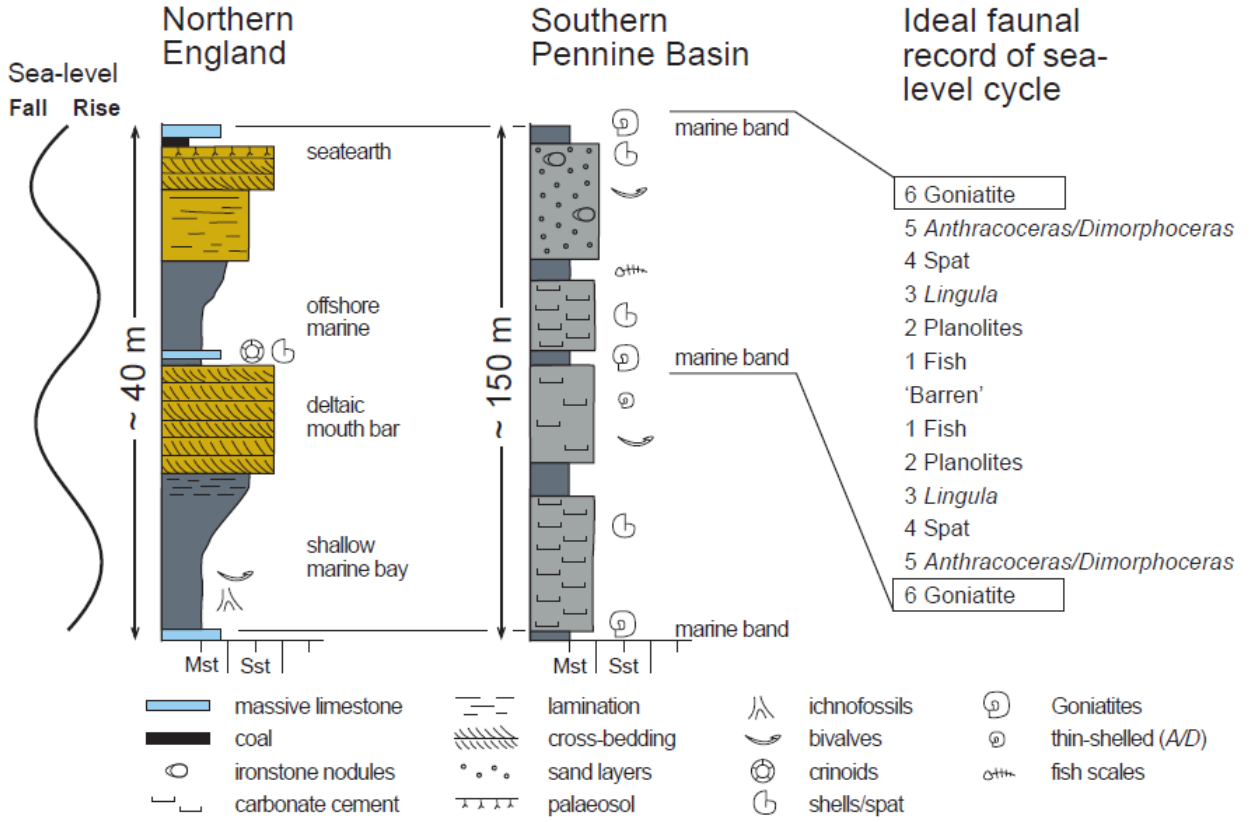 Northern
England
Southern
Pennine Basin
Ideal faunal
record of sea-
level cycle
Sea-level
Fall Rise
~ 40 m
seatearth
offshore
marine
deltaic
mouth bar
shallow
marine bay
Mst Sst
~ 150 m
marine band
marine band
marine band
Mst Sst
6 Goniatite
5 Anthracoceras/Dimorphoceras
4 Spat
3 Lingula
2 Planolites
1 Fish
'Barren'
1 Fish
2 Planolites
3 Lingula
4 Spat
5 Anthracoceras/Dimorphoceras
6 Goniatite
massive limestone
coal
ironstone nodules
carbonate cement
lamination
cross-bedding
sand layers
palaeosol
ichnofossils
bivalves
crinoids
shells/spat
Goniatites
thin-shelled (A/D)
fish scales